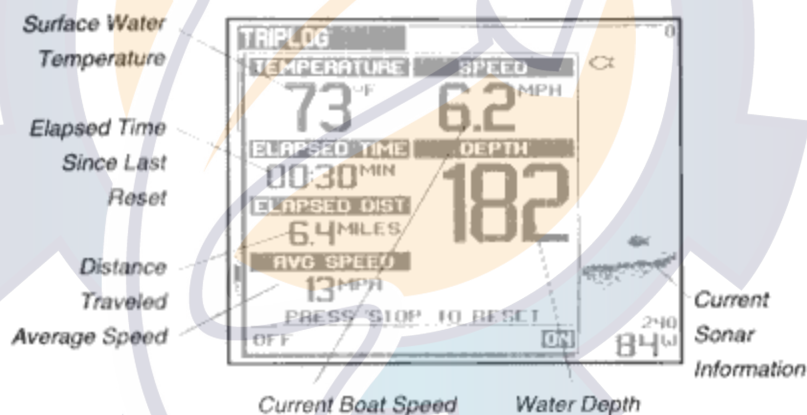 Surface Water
Temperature
Elapsed Time
Since Last
Reset
Distance
Traveled
Average Speed
TRIPLOG
0
TEMPERATURE
73°F
SPEED
6.2MPH
ELAPSED TIME
00:30MIN
DEPTH
182
ELAPSED DIST
6.4MILES
AVG SPEED
13MPH
PRESS STOP TO RESET
OFF
ON
240
84W
Current
Sonar
Information
Current Boat Speed
Water Depth